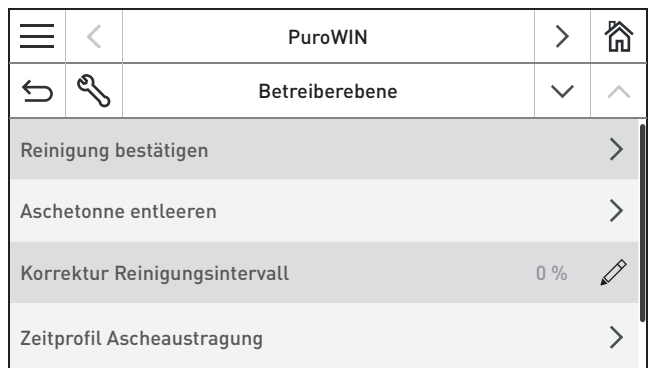 PuroWIN
Betreiberebene
Reinigung bestätigen
Aschetonne entleeren
Korrektur Reinigungsintervall 0 %
Zeitprofil Ascheaustragung